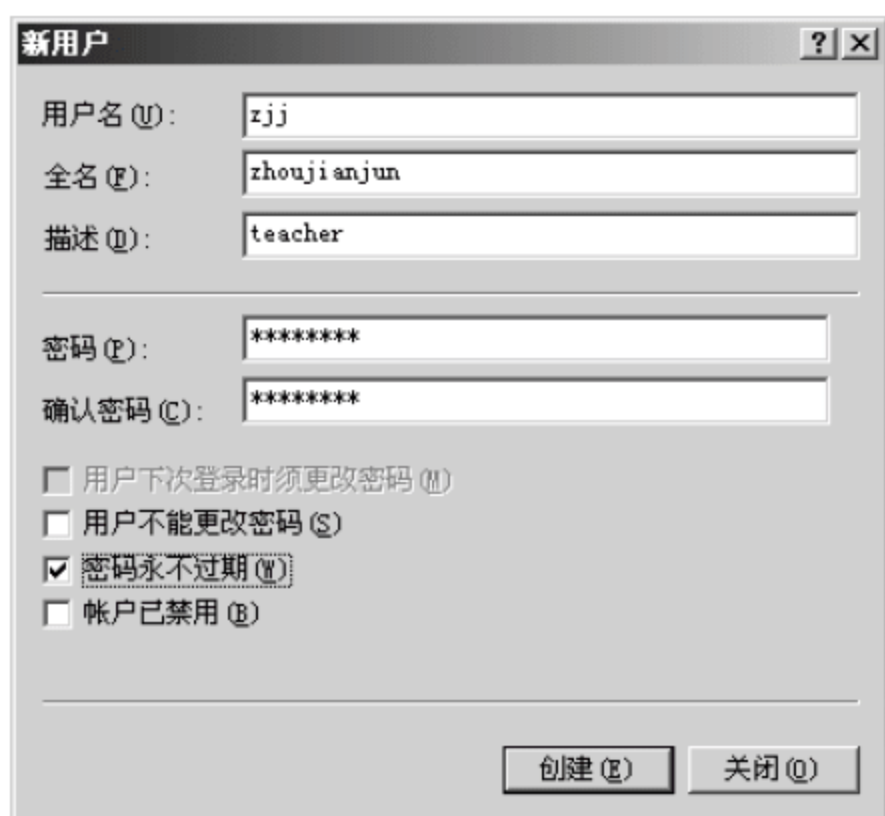 新用户
用户名(U): zjj
全名(F): zhoujianjun
描述(D): teacher
密码(P): ********
确认密码(C): ********
用户下次登录时须更改密码(M)
用户不能更改密码(S)
密码永不过期(W)
帐户已禁用(B)
创建(E) 关闭(O)